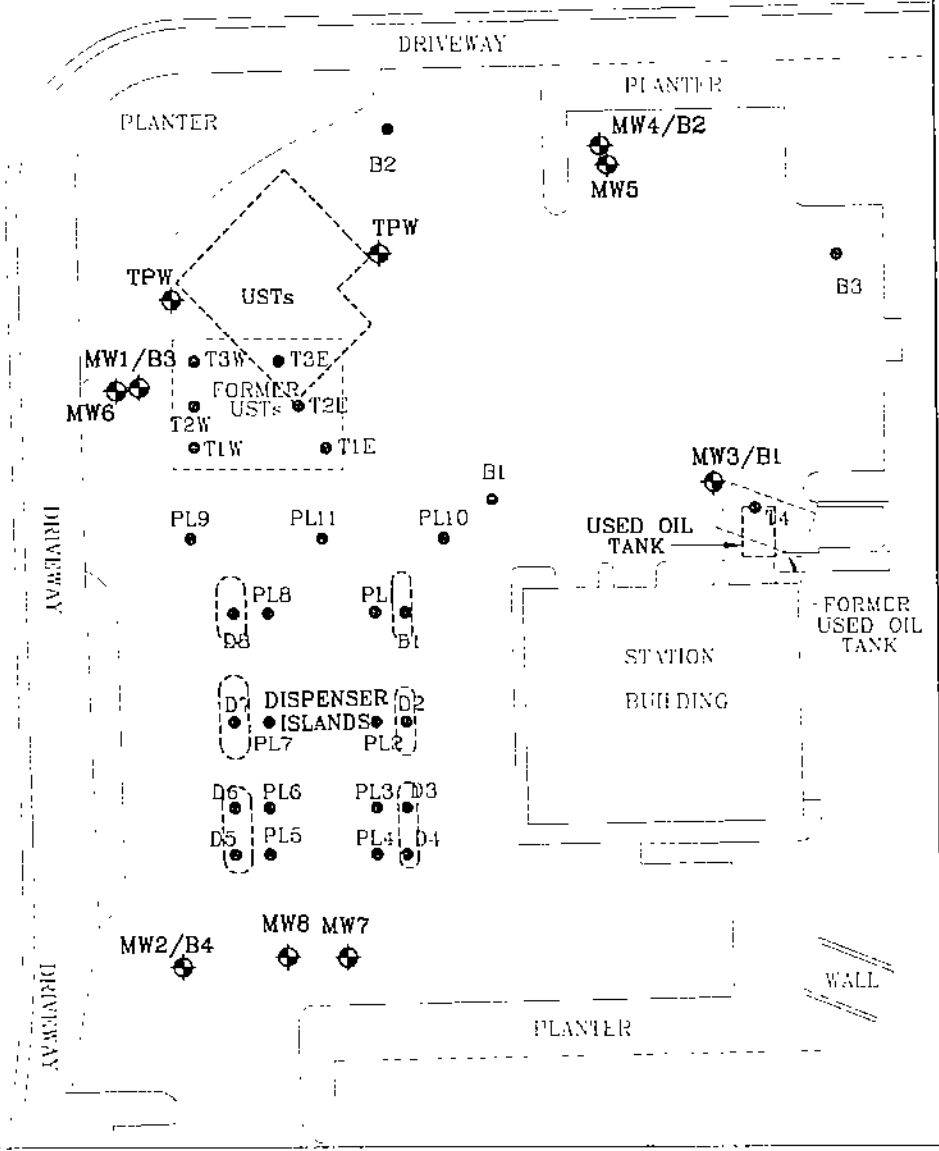 DRIVEWAY
PLANTER
PLANTER
MW4/B2
B2
MW5
TPW
TPW
B3
USTs
MW1/B3
T3W
T3E
FORMER
USTs
T2E
MW6
T2W
T1W
T1E
MW3/B1
B1
T4
USED OIL
TANK
PL9
PL11
PL10
DRIVEWAY
PL8
PL
D8
B1
FORMER
USED OIL
TANK
STATION
BUILDING
D7
DISPENSER
ISLANDS
D2
PL7
PL2
D6
PL6
PL3
D3
D5
PL5
PL4
D4
MW2/B4
MW8
MW7
DRIVEWAY
WALL
PLANTER